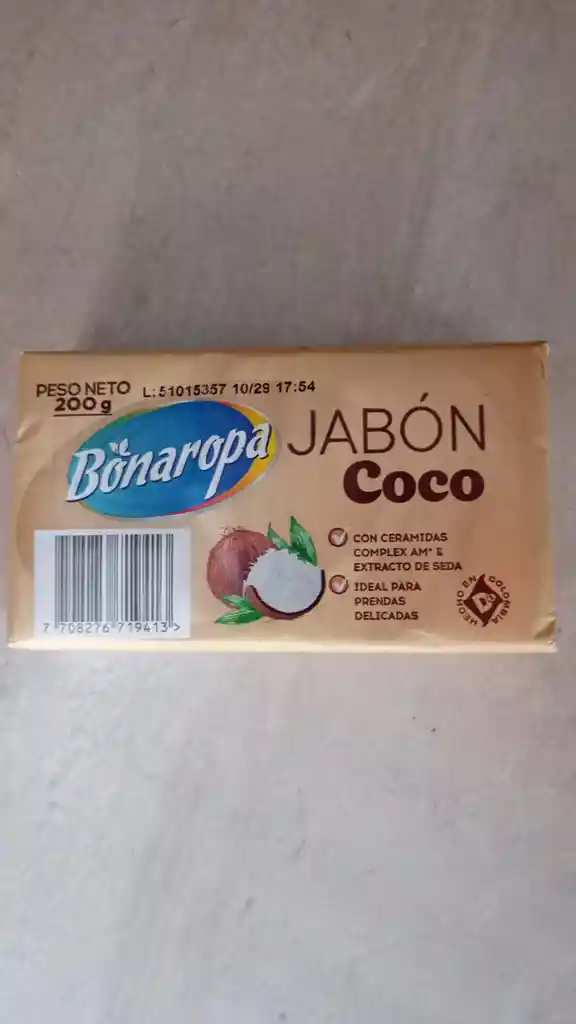 PESO NETO
200 g
L: 51015357 10/29 17:54
Bonaropa
JABÓN
Coco
CON CERAMIDAS
COMPLEX AM* &
EXTRACTO DE SEDA
IDEAL PARA
PRENDAS
DELICADAS
HECHO EN COLOMBIA
D1
7 708276 719413 >